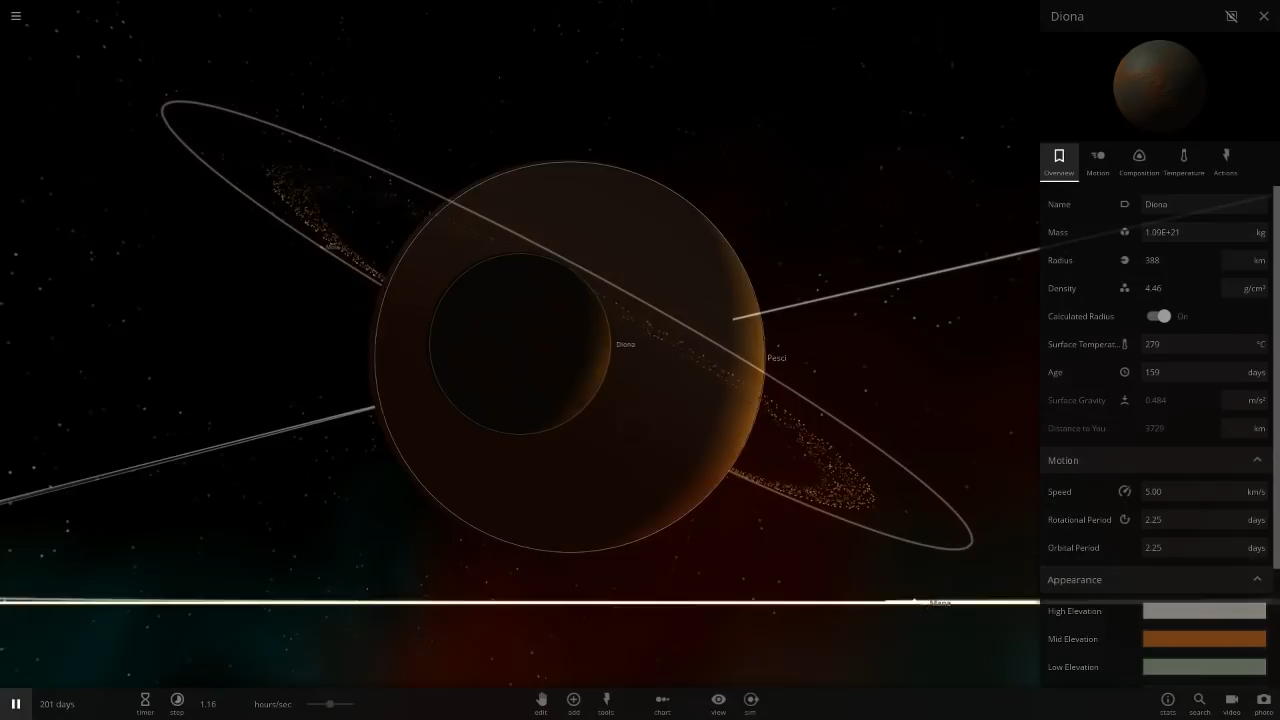 Diona
Overview Motion Composition Temperature Actions
Name Diona
Mass 1.09E+21 kg
Radius 388 km
Density 4.46 g/cm³
Calculated Radius On
Surface Temperat... 279 °C
Age 159 days
Surface Gravity 0.484 m/s²
Distance to You 3729 km
Motion
Speed 5.00 km/s
Rotational Period 2.25 days
Orbital Period 2.25 days
Appearance
High Elevation
Mid Elevation
Low Elevation
Diona
Pesci
201 days
timer
step
1.16 hours/sec
edit
add
tools
chart
view
sim
stats
search
video
photo